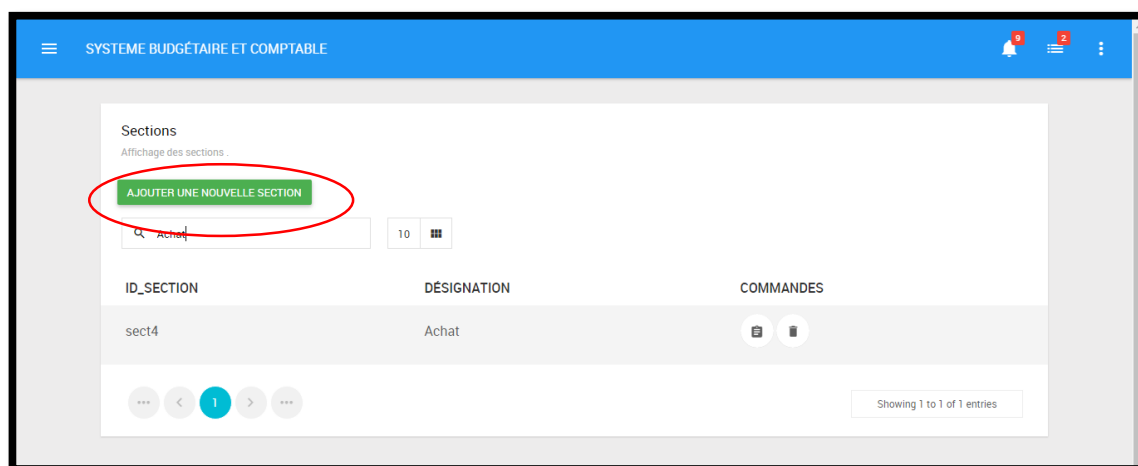 SYSTEME BUDGÉTAIRE ET COMPTABLE
9
2
Sections
Affichage des sections .
AJOUTER UNE NOUVELLE SECTION
Achat
10
ID_SECTION DÉSIGNATION COMMANDES
sect4 Achat
1
Showing 1 to 1 of 1 entries